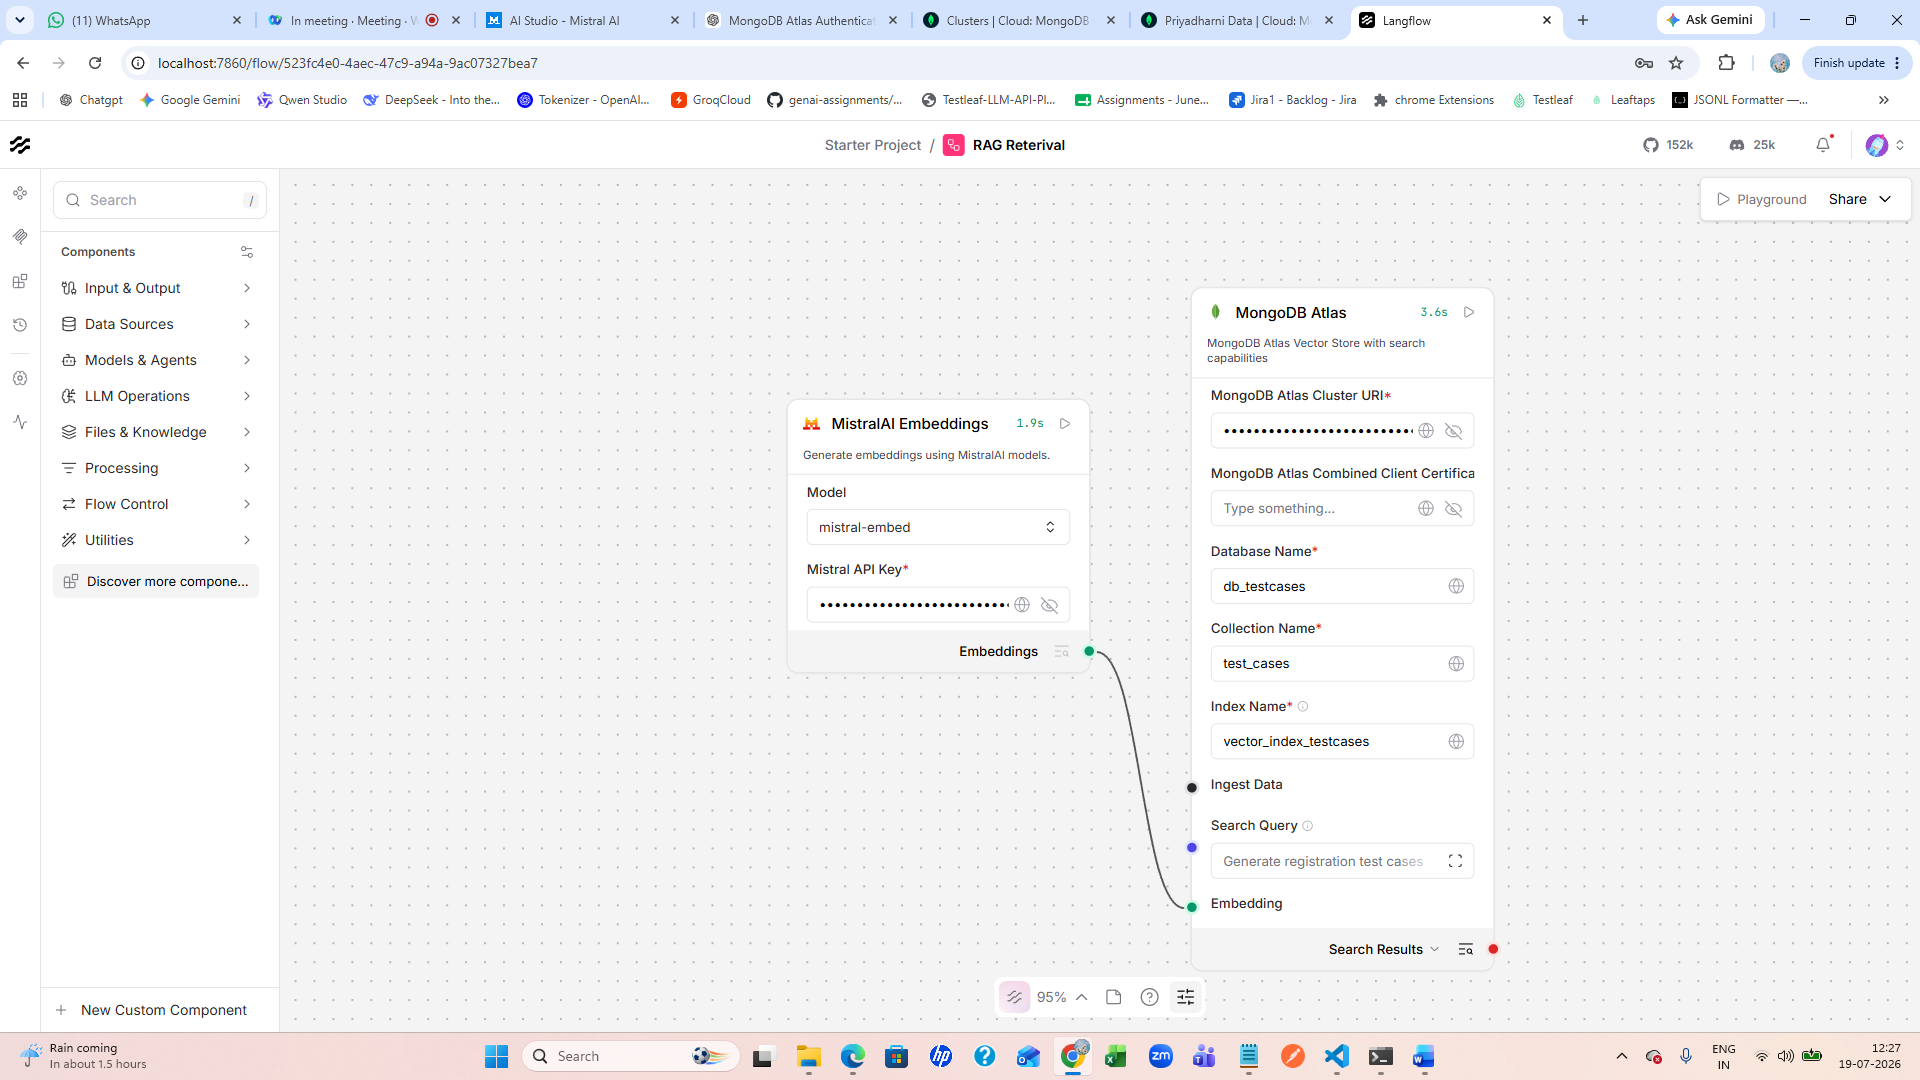 (11) WhatsApp
In meeting · Meeting ·
AI Studio - Mistral AI
MongoDB Atlas Authenticat
Clusters | Cloud: MongoDB
Priyadharni Data | Cloud: M
Langflow
Ask Gemini
localhost:7860/flow/523fc4e0-4aec-47c9-a94a-9ac07327bea7
Finish update
Chatgpt
Google Gemini
Qwen Studio
DeepSeek - Into the...
Tokenizer - OpenAI...
GroqCloud
genai-assignments/...
Testleaf-LLM-API-Pl...
Assignments - June...
Jira1 - Backlog - Jira
chrome Extensions
Testleaf
Leaftaps
JSONL Formatter —...
Starter Project / RAG Reterival
152k
25k
Search
/
Playground
Share
Components
Input & Output
Data Sources
Models & Agents
LLM Operations
Files & Knowledge
Processing
Flow Control
Utilities
Discover more compone...
New Custom Component
MistralAI Embeddings
1.9s
Generate embeddings using MistralAI models.
Model
mistral-embed
Mistral API Key*
Embeddings
MongoDB Atlas
3.6s
MongoDB Atlas Vector Store with search
capabilities
MongoDB Atlas Cluster URI*
MongoDB Atlas Combined Client Certifica
Type something...
Database Name*
db_testcases
Collection Name*
test_cases
Index Name*
vector_index_testcases
Ingest Data
Search Query
Generate registration test cases
Embedding
Search Results
95%
Rain coming
In about 1.5 hours
Search
ENG
IN
12:27
19-07-2026